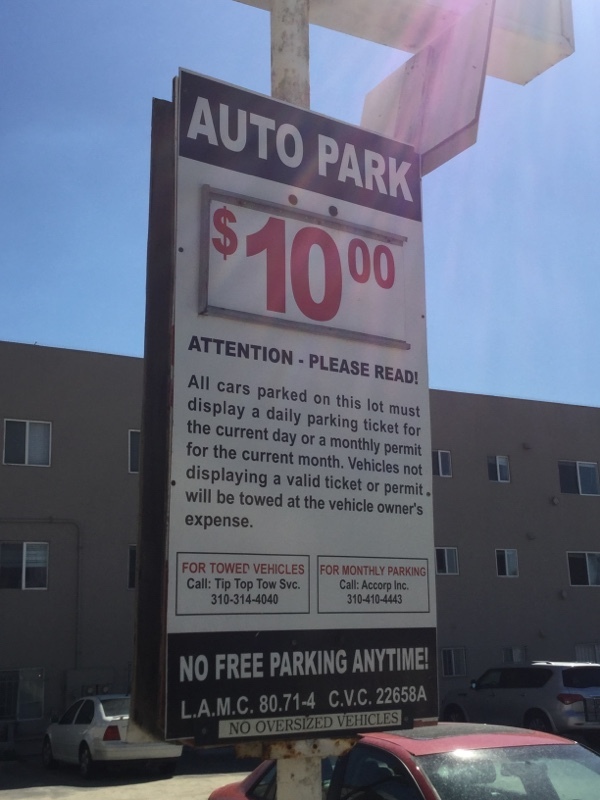 AUTO PARK
$10 00
ATTENTION - PLEASE READ!
All cars parked on this lot must
display a daily parking ticket for
the current day or a monthly permit
for the current month. Vehicles not
displaying a valid ticket or permit
will be towed at the vehicle owner's
expense.
FOR TOWED VEHICLES
Call: Tip Top Tow Svc.
310-314-4040
FOR MONTHLY PARKING
Call: Accorp Inc.
310-410-4443
NO FREE PARKING ANYTIME!
L.A.M.C. 80.71-4 C.V.C. 22658A
NO OVERSIZED VEHICLES